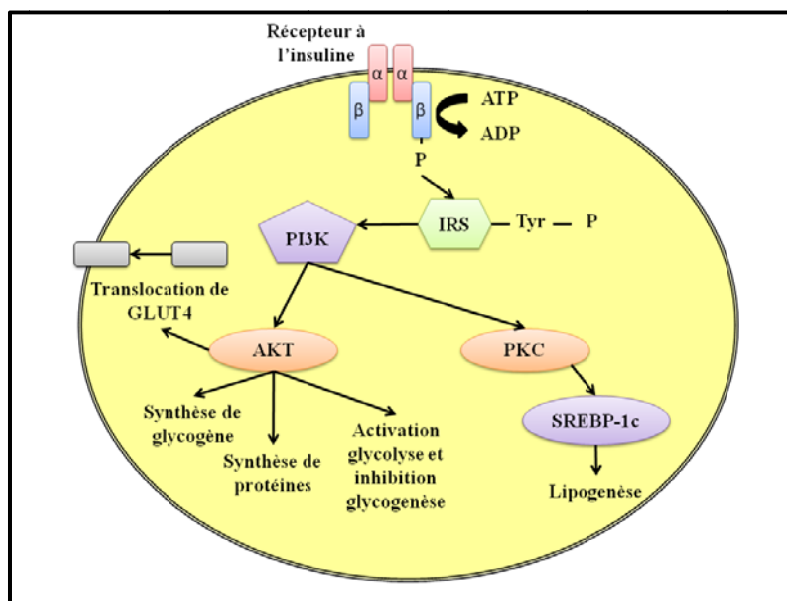 Récepteur à
l'insuline
α α
β β
ATP
ADP
P
IRS
Tyr
P
PI3K
Translocation de
GLUT4
AKT
PKC
Synthèse de
glycogène
Synthèse de
protéines
Activation
glycolyse et
inhibition
glycogenèse
SREBP-1c
Lipogenèse